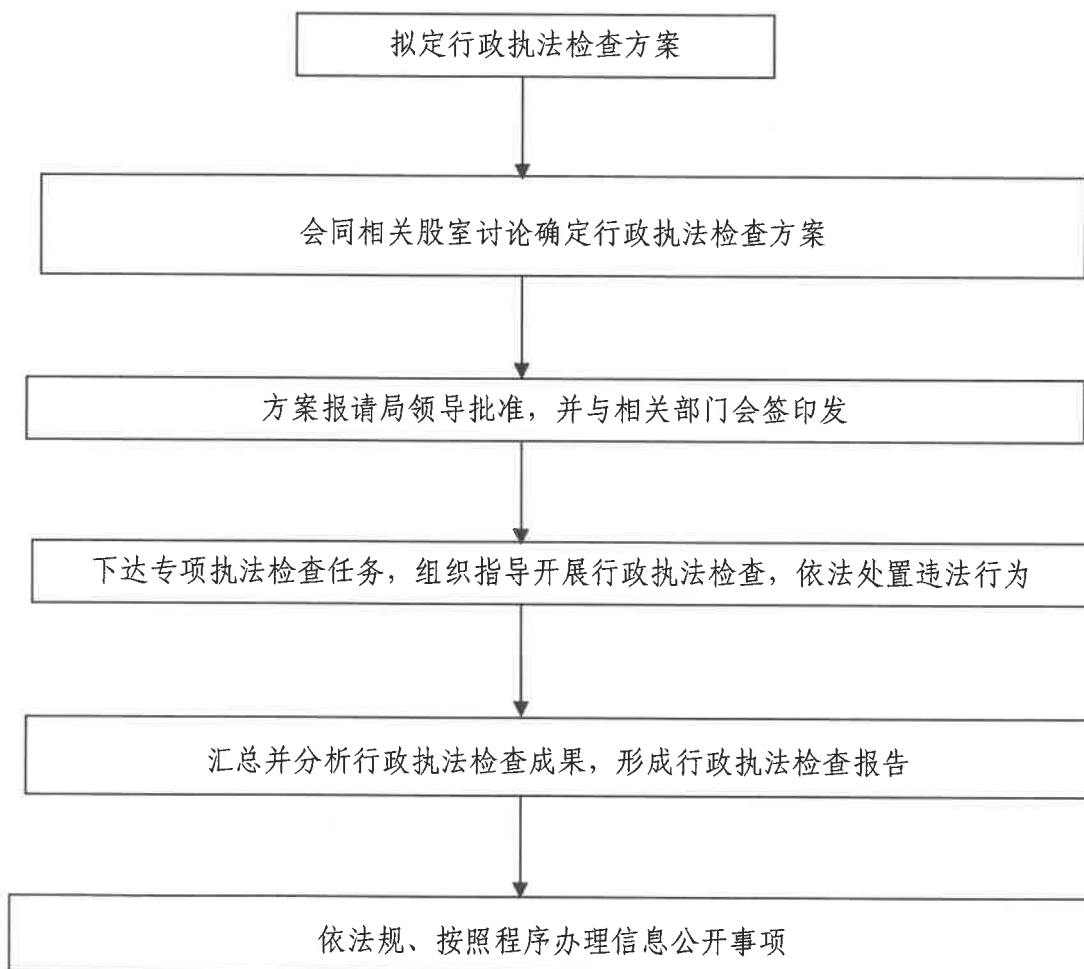 拟定行政执法检查方案
会同相关股室讨论确定行政执法检查方案
方案报请局领导批准，并与相关部门会签印发
下达专项执法检查任务，组织指导开展行政执法检查，依法处置违法行为
汇总并分析行政执法检查成果，形成行政执法检查报告
依法规、按照程序办理信息公开事项